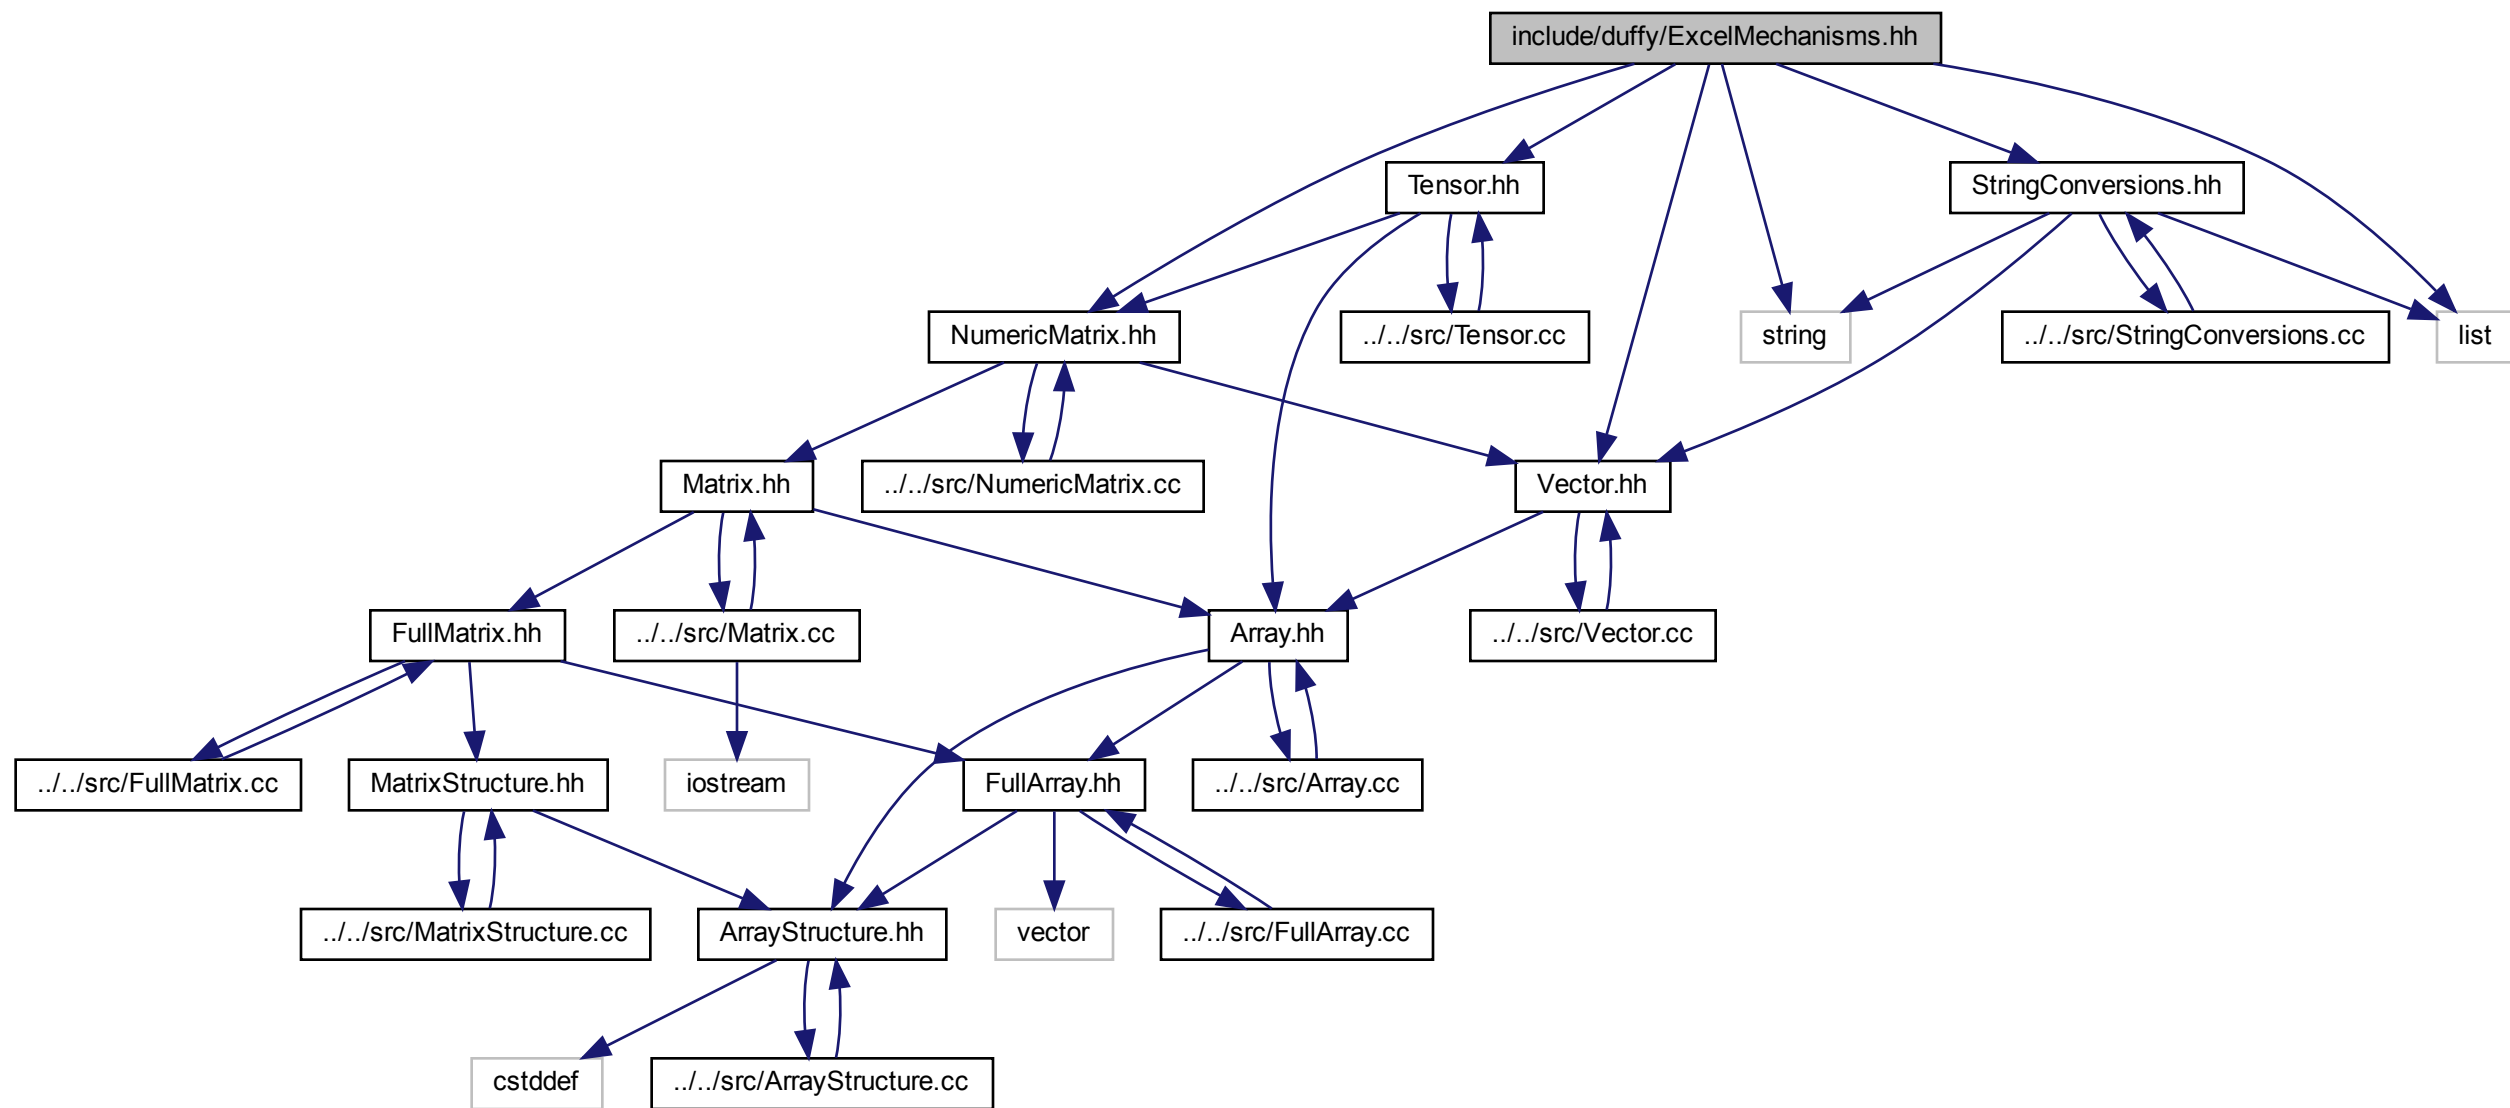 include/duffy/ExcelMechanisms.hh
Tensor.hh
StringConversions.hh
NumericMatrix.hh
../../src/Tensor.cc
string
../../src/StringConversions.cc
list
Matrix.hh
../../src/NumericMatrix.cc
Vector.hh
FullMatrix.hh
../../src/Matrix.cc
Array.hh
../../src/Vector.cc
../../src/FullMatrix.cc
MatrixStructure.hh
iostream
FullArray.hh
../../src/Array.cc
../../src/MatrixStructure.cc
ArrayStructure.hh
vector
../../src/FullArray.cc
cstddef
../../src/ArrayStructure.cc